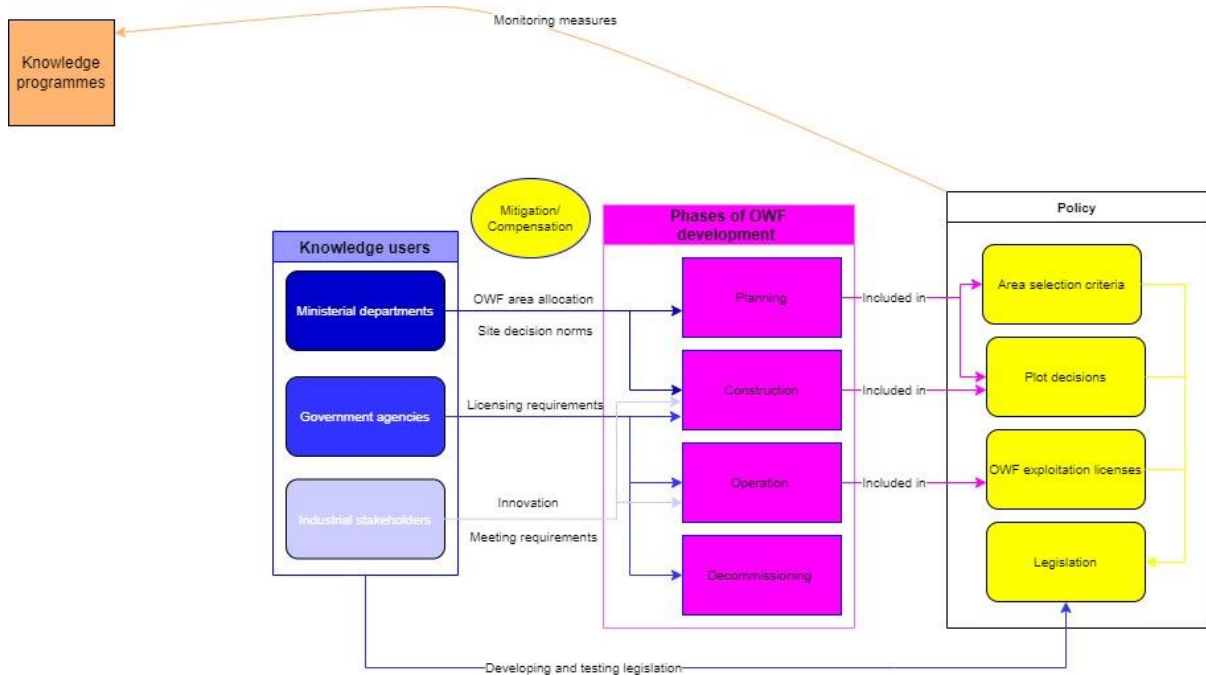 Monitoring measures
Knowledge
programmes
Mitigation/
Compensation
Knowledge users
Ministerial departments
Government agencies
Industrial stakeholders
OWF area allocation
Site decision norms
Licensing requirements
Innovation
Meeting requirements
Phases of OWF
development
Planning
Construction
Operation
Decommissioning
Included in
Included in
Included in
Policy
Area selection criteria
Plot decisions
OWF exploitation licenses
Legislation
Developing and testing legislation